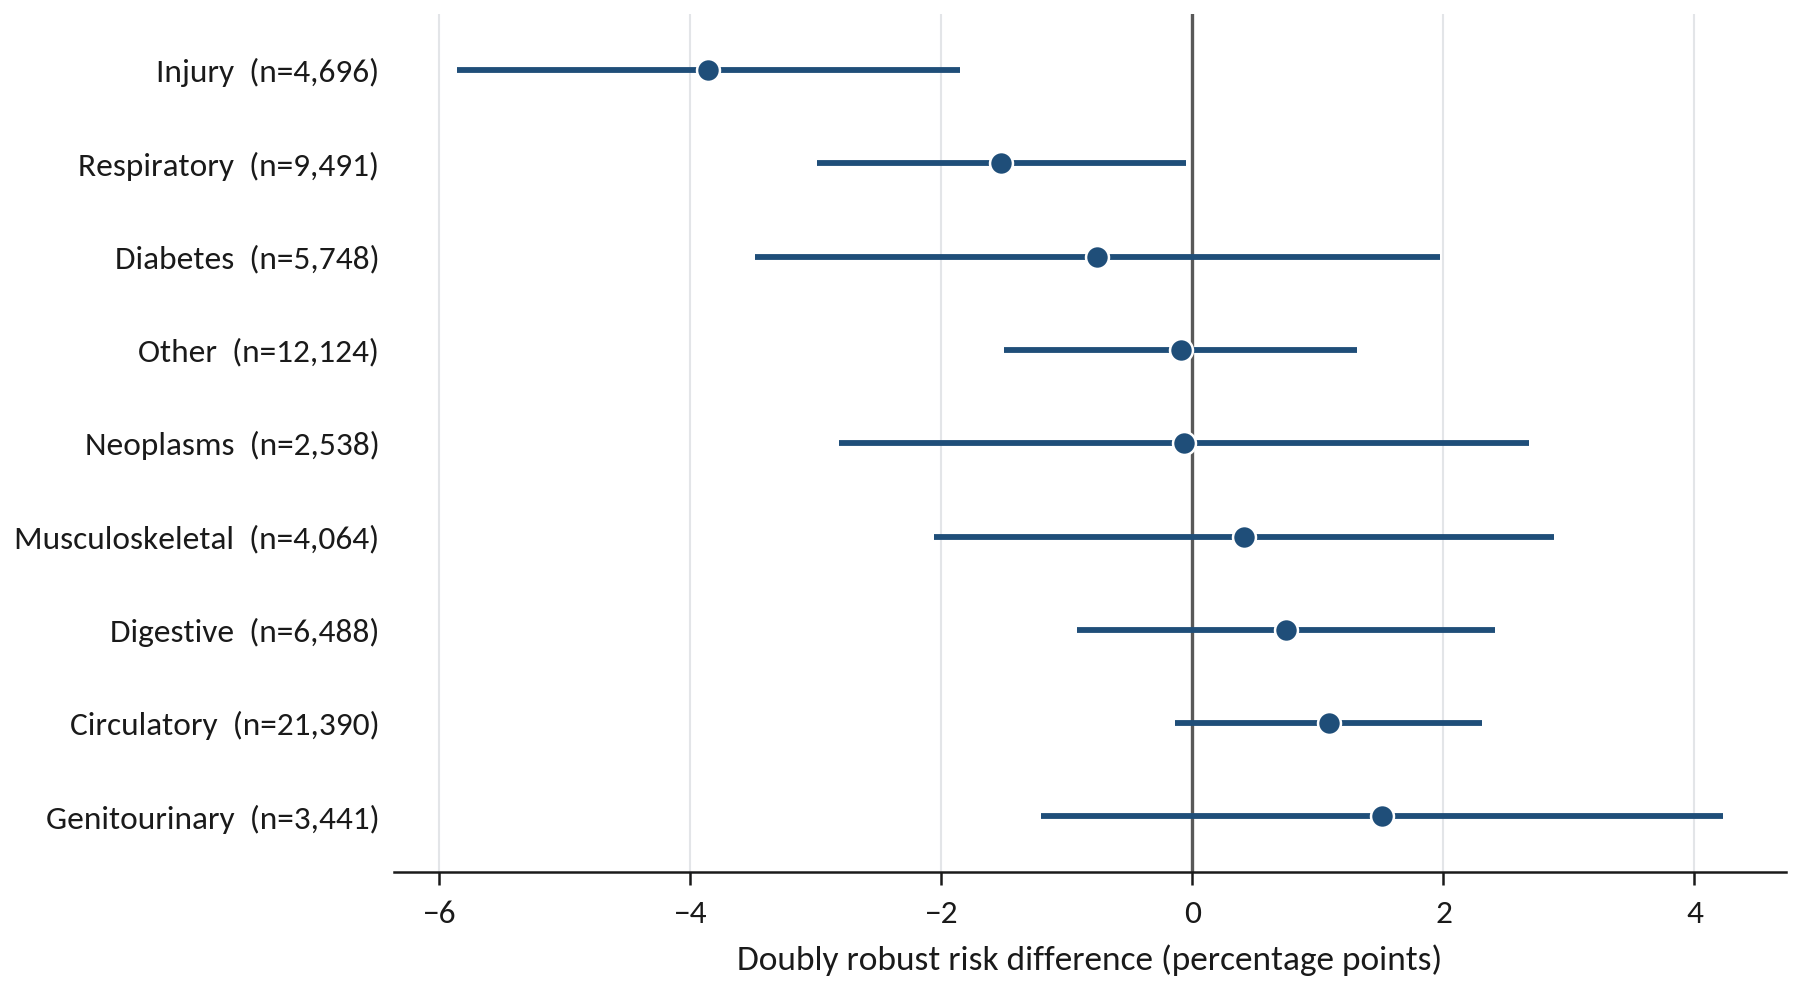 Injury (n=4,696)
Respiratory (n=9,491)
Diabetes (n=5,748)
Other (n=12,124)
Neoplasms (n=2,538)
Musculoskeletal (n=4,064)
Digestive (n=6,488)
Circulatory (n=21,390)
Genitourinary (n=3,441)
−6 −4 −2 0 2 4
Doubly robust risk difference (percentage points)